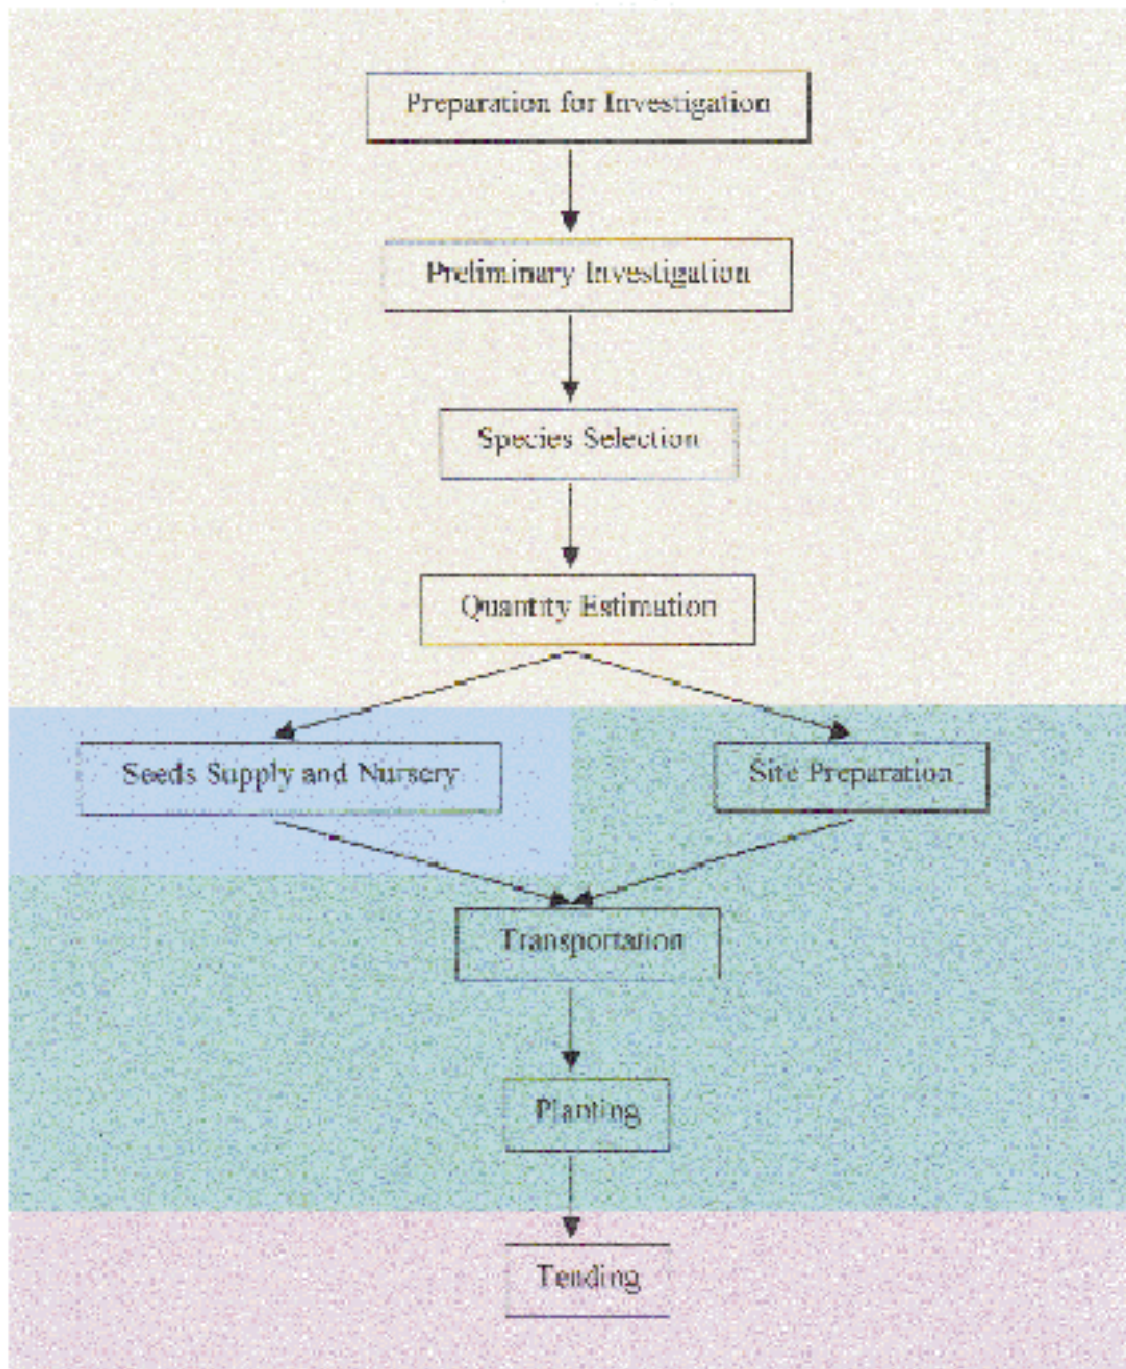 Preparation for Investigation
Preliminary Investigation
Species Selection
Quantity Estimation
Seeds Supply and Nursery
Site Preparation
Transportation
Planting
Tending